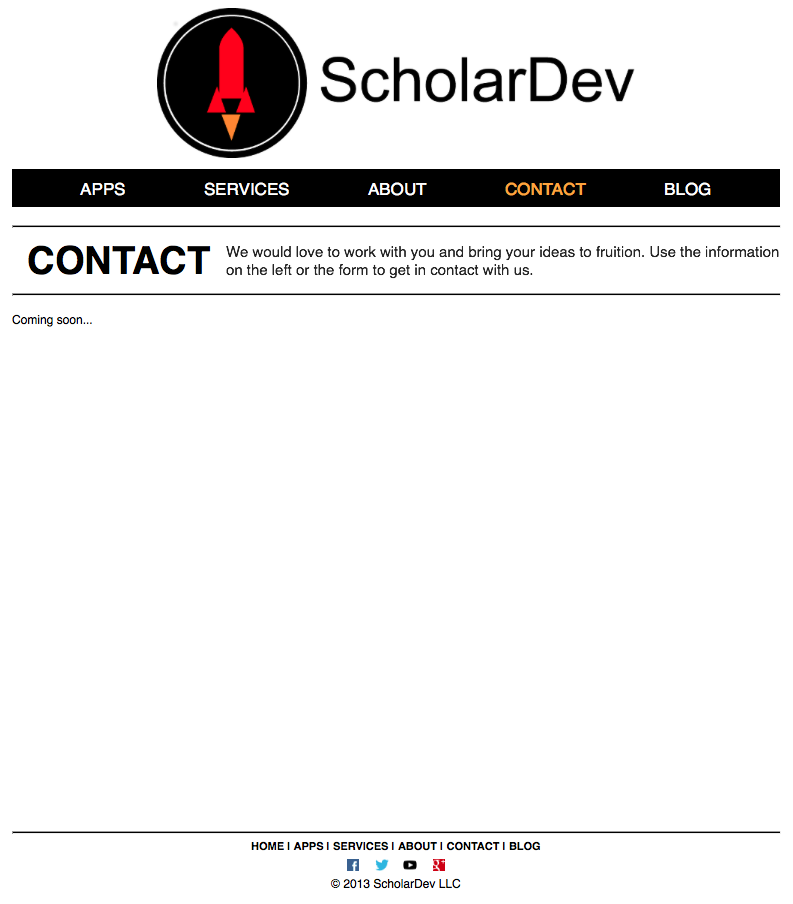 ScholarDev
APPS SERVICES ABOUT CONTACT BLOG
CONTACT
We would love to work with you and bring your ideas to fruition. Use the information
on the left or the form to get in contact with us.
Coming soon...
HOME | APPS | SERVICES | ABOUT | CONTACT | BLOG
© 2013 ScholarDev LLC